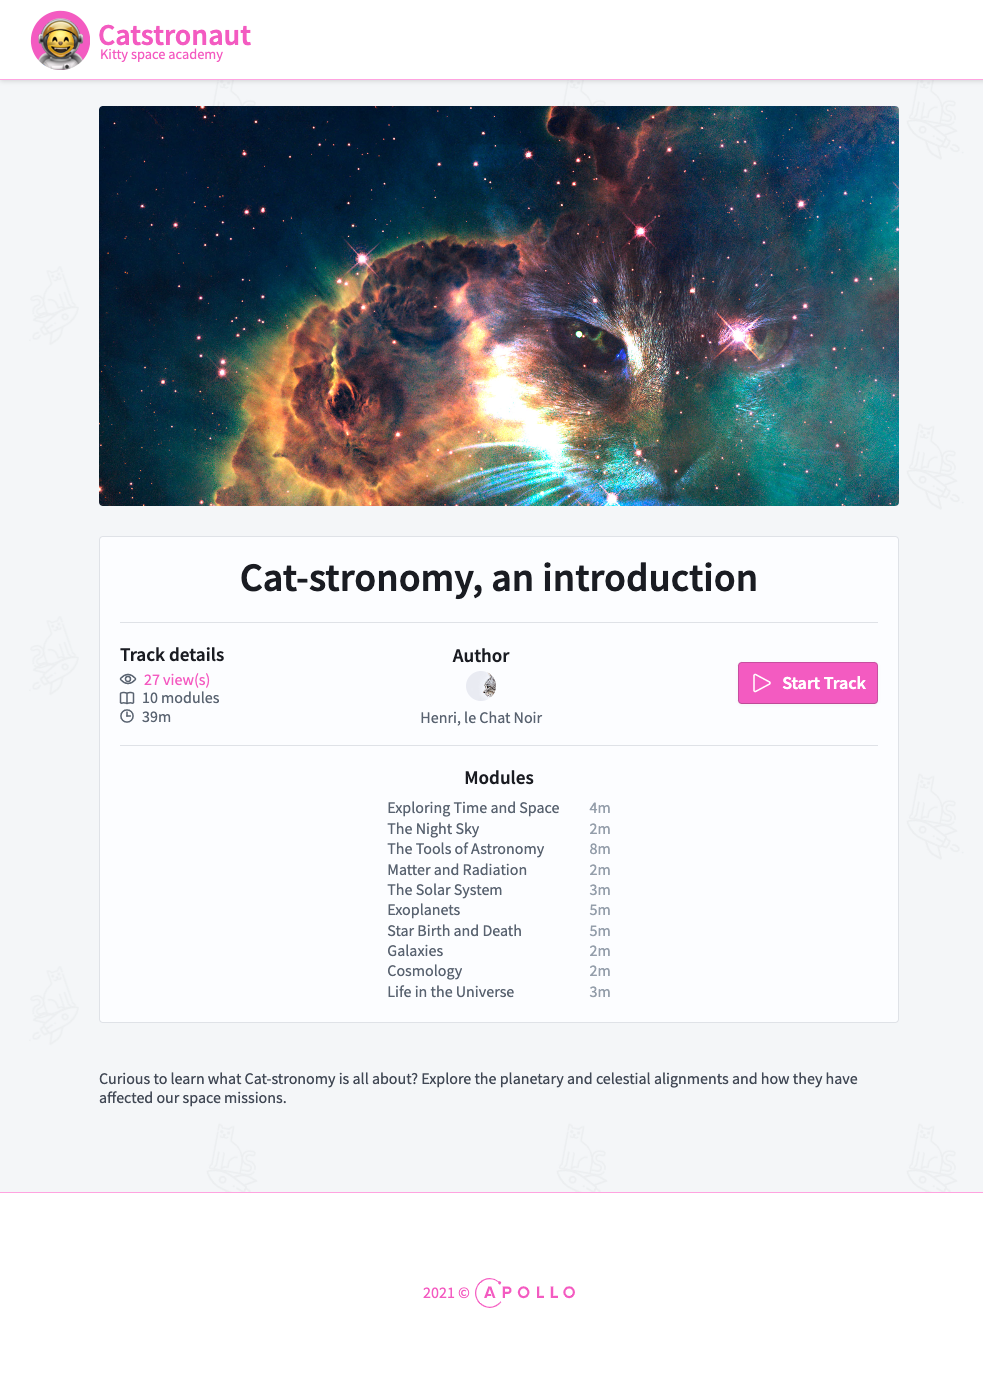 Catstronaut
Kitty space academy
Cat-stronomy, an introduction
Track details
27 view(s)
10 modules
39m
Author
Henri, le Chat Noir
Start Track
Modules
Exploring Time and Space 4m
The Night Sky 2m
The Tools of Astronomy 8m
Matter and Radiation 2m
The Solar System 3m
Exoplanets 5m
Star Birth and Death 5m
Galaxies 2m
Cosmology 2m
Life in the Universe 3m
Curious to learn what Cat-stronomy is all about? Explore the planetary and celestial alignments and how they have
affected our space missions.
2021 © APOLLO